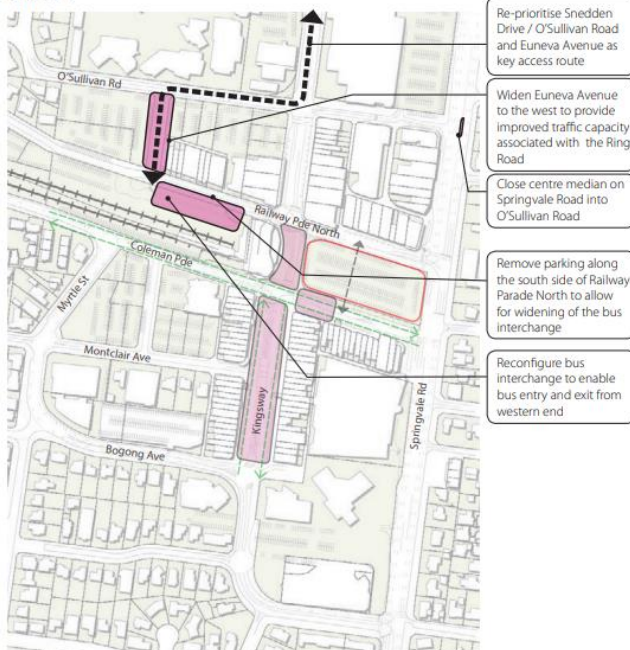 Re-prioritise Snedden
Drive / O'Sullivan Road
and Euneva Avenue as
key access route
O'Sullivan Rd
Widen Euneva Avenue
to the west to provide
improved traffic capacity
associated with the Ring
Road
Close centre median on
Springvale Road into
O'Sullivan Road
Railway Pde North
Coleman Pde
Myrtle St
Remove parking along
the south side of Railway
Parade North to allow
for widening of the bus
interchange
Montclair Ave
Reconfigure bus
interchange to enable
bus entry and exit from
western end
Kingsway
Springvale Rd
Bogong Ave